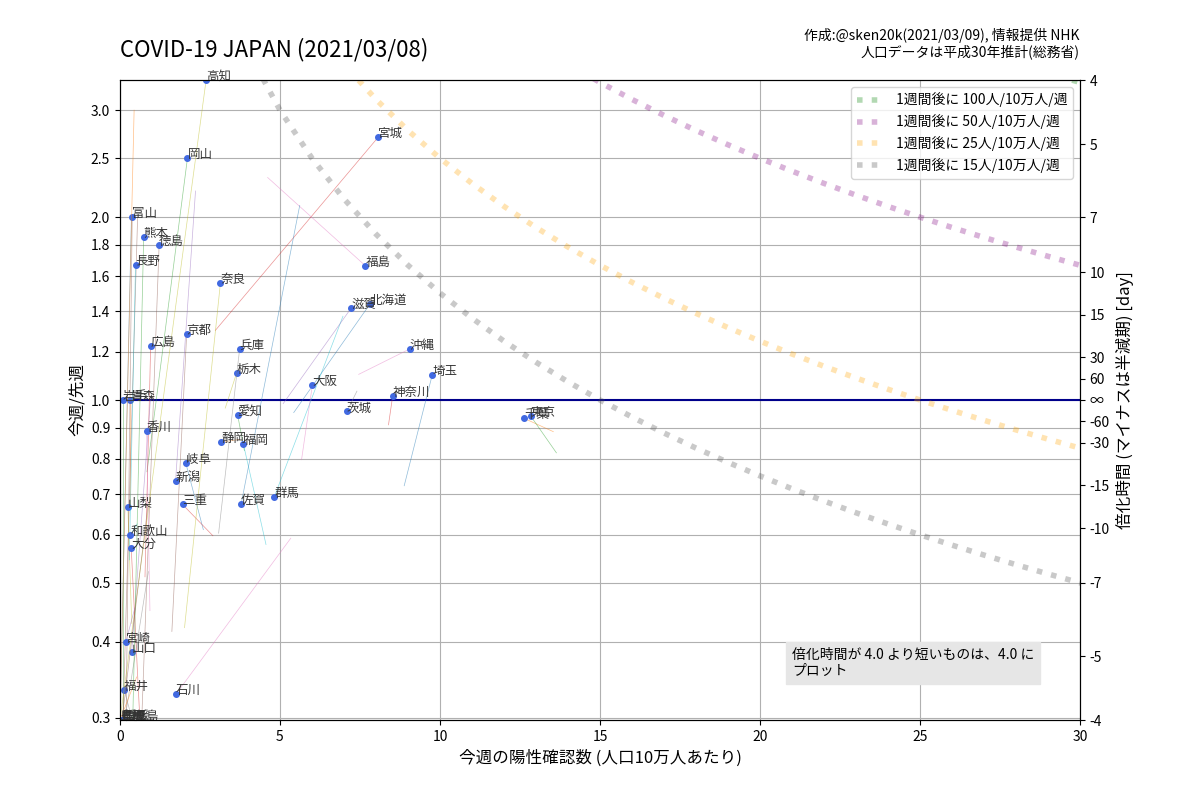 COVID-19 JAPAN (2021/03/08)
作成:@sken20k(2021/03/09), 情報提供 NHK
人口データは平成30年推計(総務省)
1週間後に 100人/10万人/週
1週間後に 50人/10万人/週
1週間後に 25人/10万人/週
1週間後に 15人/10万人/週
今週/先週
3.0
2.5
2.0
1.8
1.6
1.4
1.2
1.0
0.9
0.8
0.7
0.6
0.5
0.4
0.3
高知
宮城
岡山
富山
熊本
徳島
長野
福島
奈良
北海道
滋賀
京都
広島
兵庫
沖縄
栃木
埼玉
大阪
神奈川
愛知
茨城
東京
香川
静岡
福岡
岐阜
新潟
群馬
山梨
三重
佐賀
和歌山
大分
宮崎
山口
福井
石川
倍化時間が 4.0 より短いものは、4.0 に
プロット
4
5
7
10
15
30
60
∞
-60
-30
-15
-10
-7
-5
-4
倍化時間 (マイナスは半減期) [day]
0
5
10
15
20
25
30
今週の陽性確認数 (人口10万人あたり)